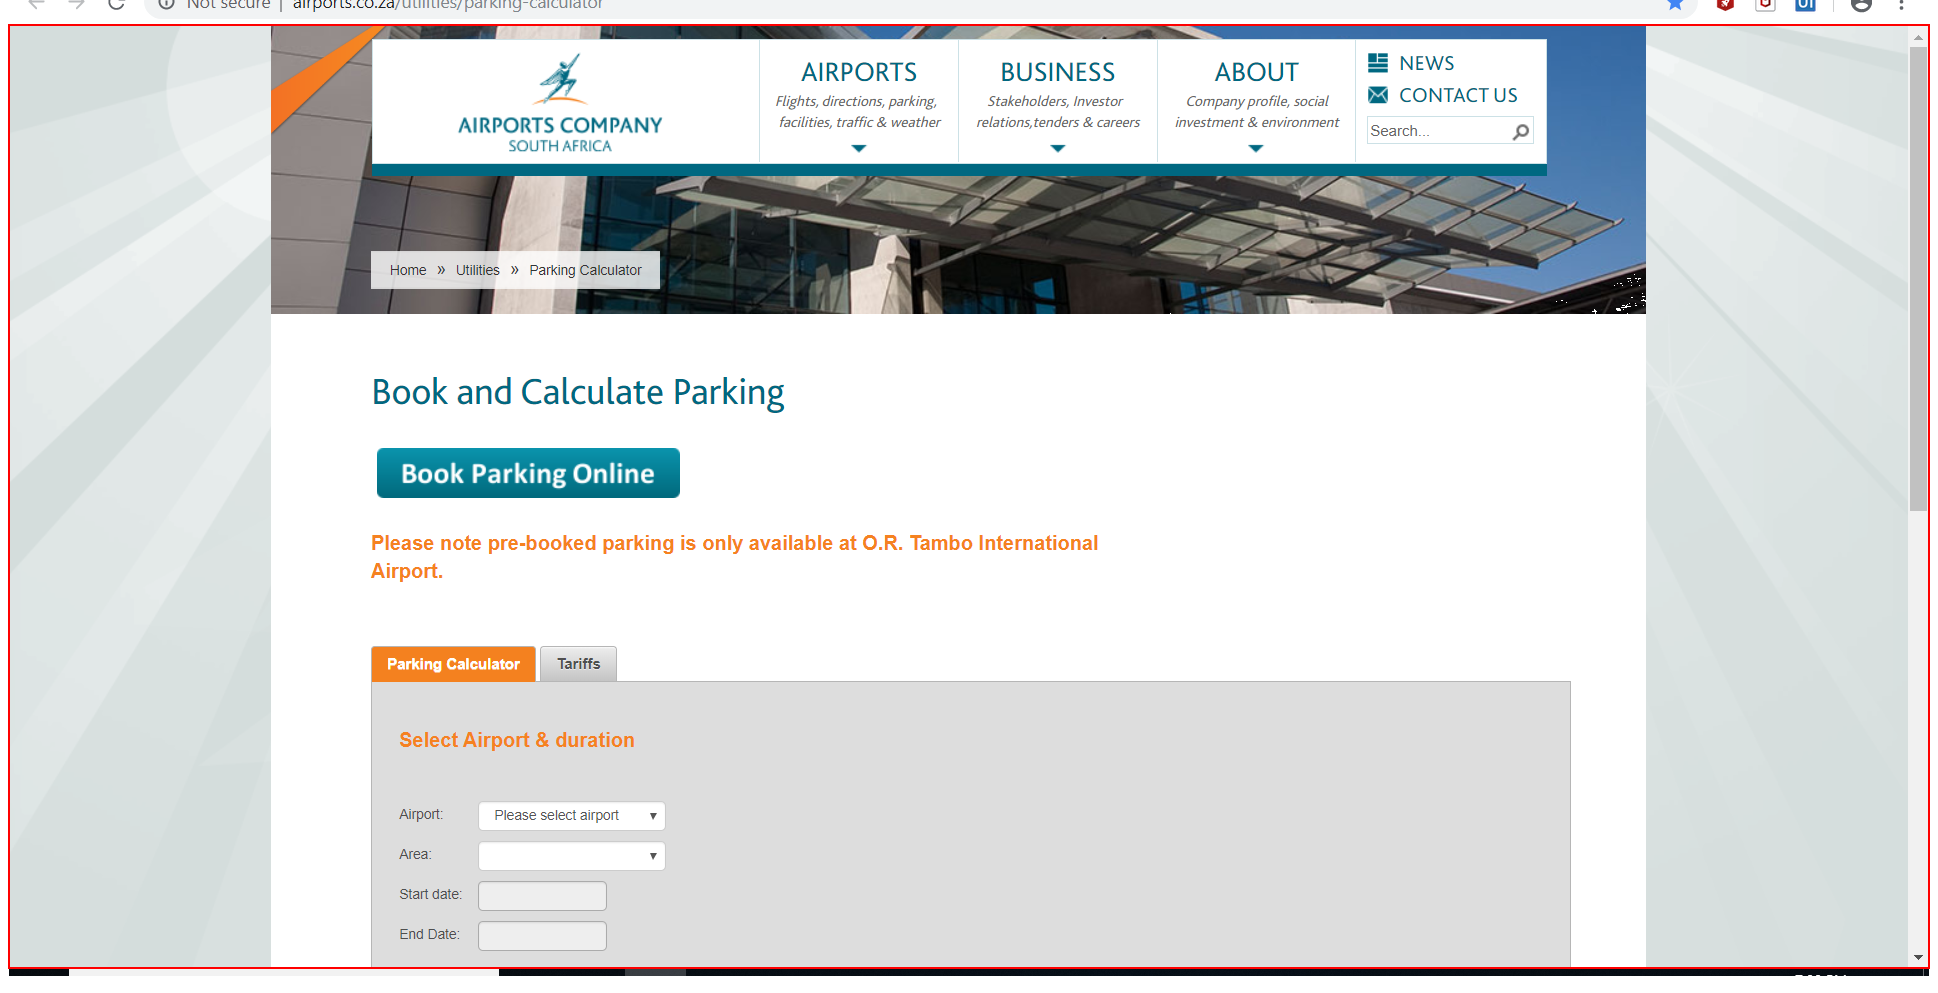 Not secure | airports.co.za/utilities/parking-calculator
AIRPORTS COMPANY
SOUTH AFRICA
AIRPORTS
Flights, directions, parking,
facilities, traffic & weather
BUSINESS
Stakeholders, Investor
relations,tenders & careers
ABOUT
Company profile, social
investment & environment
NEWS
CONTACT US
Search...
Home » Utilities » Parking Calculator
Book and Calculate Parking
Book Parking Online
Please note pre-booked parking is only available at O.R. Tambo International
Airport.
Parking Calculator
Tariffs
Select Airport & duration
Airport: Please select airport
Area:
Start date:
End Date: